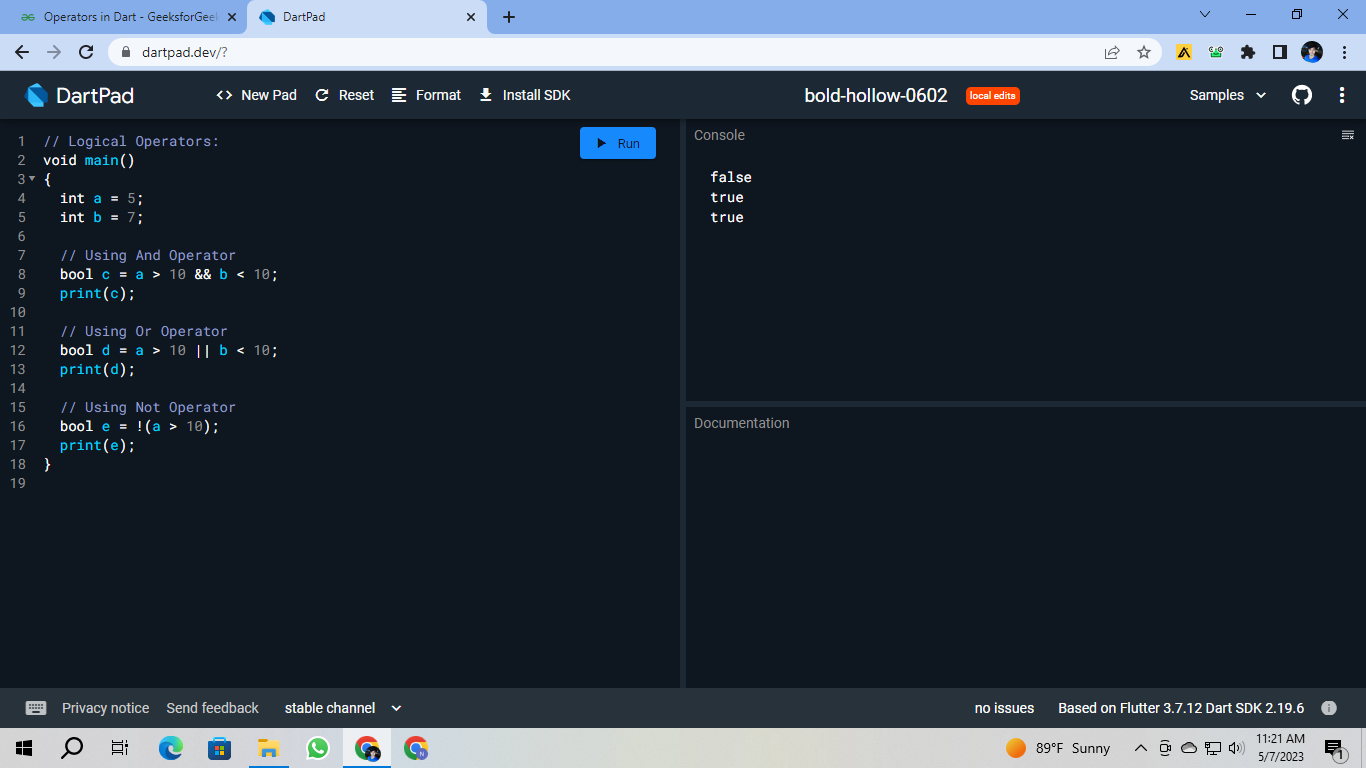 Operators in Dart - GeeksforGeek
DartPad
dartpad.dev/?
DartPad
New Pad
Reset
Format
Install SDK
bold-hollow-0602
local edits
Samples
Run
1 // Logical Operators:
2 void main()
3 {
4 int a = 5;
5 int b = 7;
6
7 // Using And Operator
8 bool c = a > 10 && b < 10;
9 print(c);
10
11 // Using Or Operator
12 bool d = a > 10 || b < 10;
13 print(d);
14
15 // Using Not Operator
16 bool e = !(a > 10);
17 print(e);
18 }
19
Console
false
true
true
Documentation
Privacy notice
Send feedback
stable channel
no issues
Based on Flutter 3.7.12 Dart SDK 2.19.6
89°F Sunny
11:21 AM
5/7/2023
1